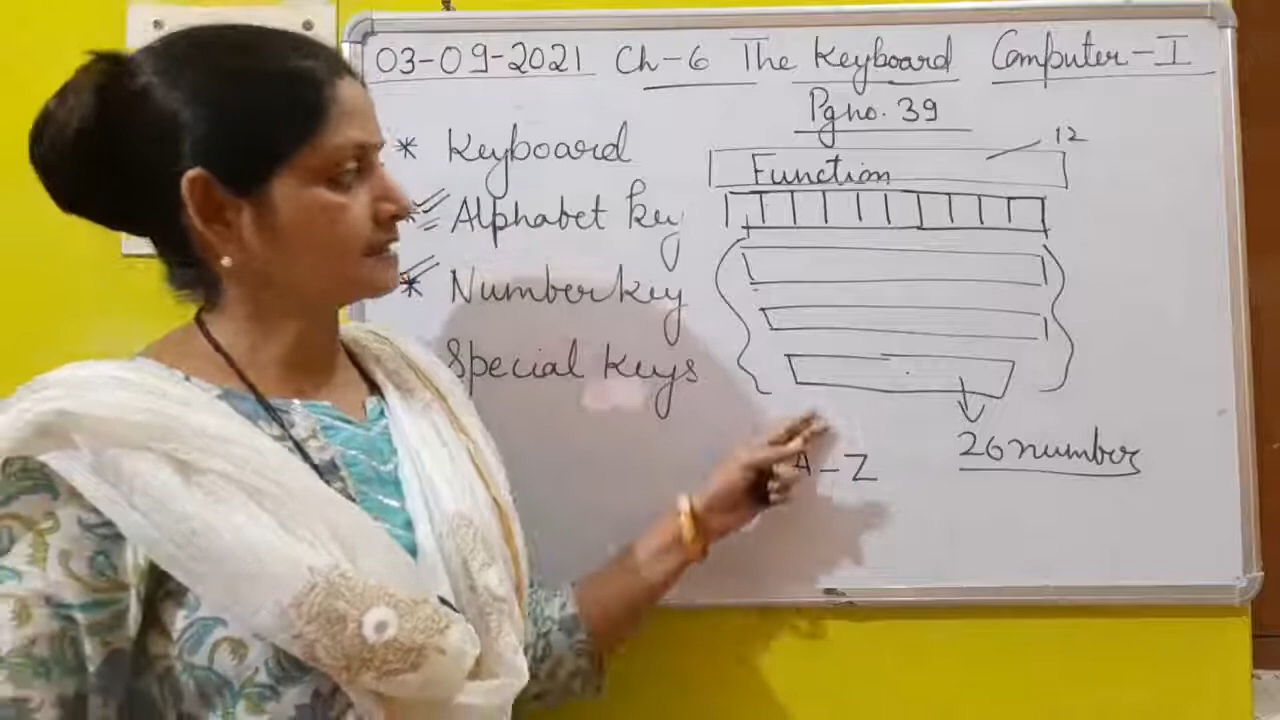 03-09-2021 Ch-6 The Keyboard Computer-I
Pg no. 39
* Keyboard
* Alphabet key
* Number key
Special keys
12
Function
A-Z
26 number